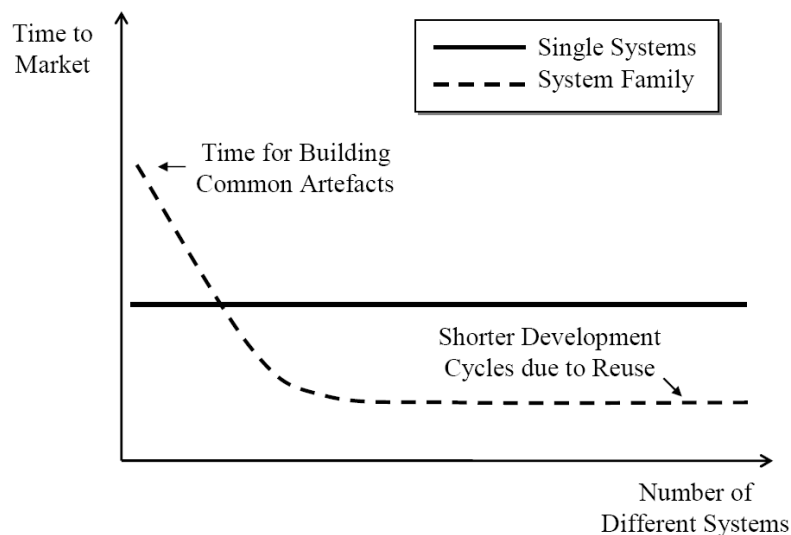 Time to
Market
Single Systems
System Family
Time for Building
Common Artefacts
Shorter Development
Cycles due to Reuse
Number of
Different Systems